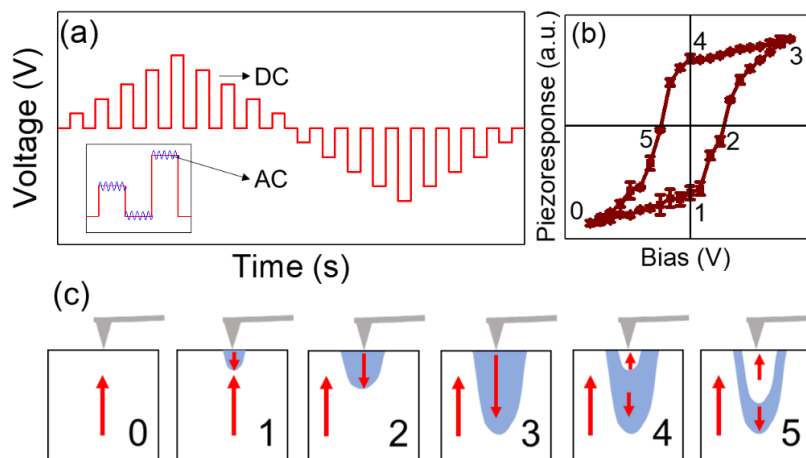 (a)
Voltage (V)
DC
AC
Time (s)
(b)
Piezoresponse (a.u.)
4
3
5
2
0
1
Bias (V)
(c)
0
1
2
3
4
5